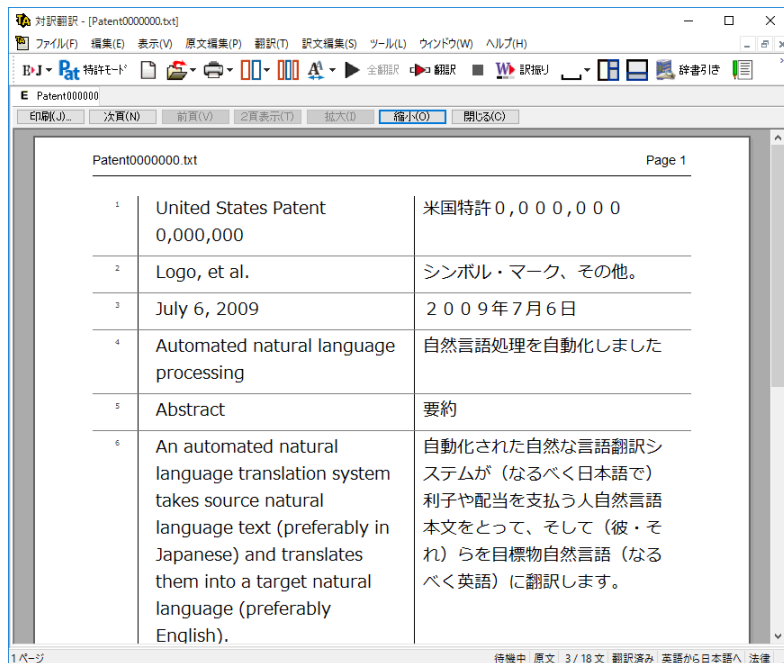 対訳翻訳 - [Patent0000000.txt]
ファイル(F) 編集(E) 表示(V) 原文編集(P) 翻訳(T) 訳文編集(S) ツール(L) ウィンドウ(W) ヘルプ(H)
E›J Pat 特許モード 全翻訳 翻訳 訳振り 辞書引き
E Patent000000
印刷(J)... 次頁(N) 前頁(V) 2頁表示(T) 拡大(I) 縮小(O) 閉じる(C)
Patent0000000.txt Page 1
1 United States Patent 米国特許０,０００,０００
0,000,000
2 Logo, et al. シンボル・マーク、その他。
3 July 6, 2009 ２００９年７月６日
4 Automated natural language 自然言語処理を自動化しました
processing
5 Abstract 要約
6 An automated natural 自動化された自然な言語翻訳シ
language translation system ステムが（なるべく日本語で）
takes source natural 利子や配当を支払う人自然言語
language text (preferably in 本文をとって、そして（彼・そ
Japanese) and translates れ）らを目標物自然言語（なる
them into a target natural べく英語）に翻訳します。
language (preferably
English).
1 ページ 待機中 原文 3 / 18 文 翻訳済み 英語から日本語へ 法律